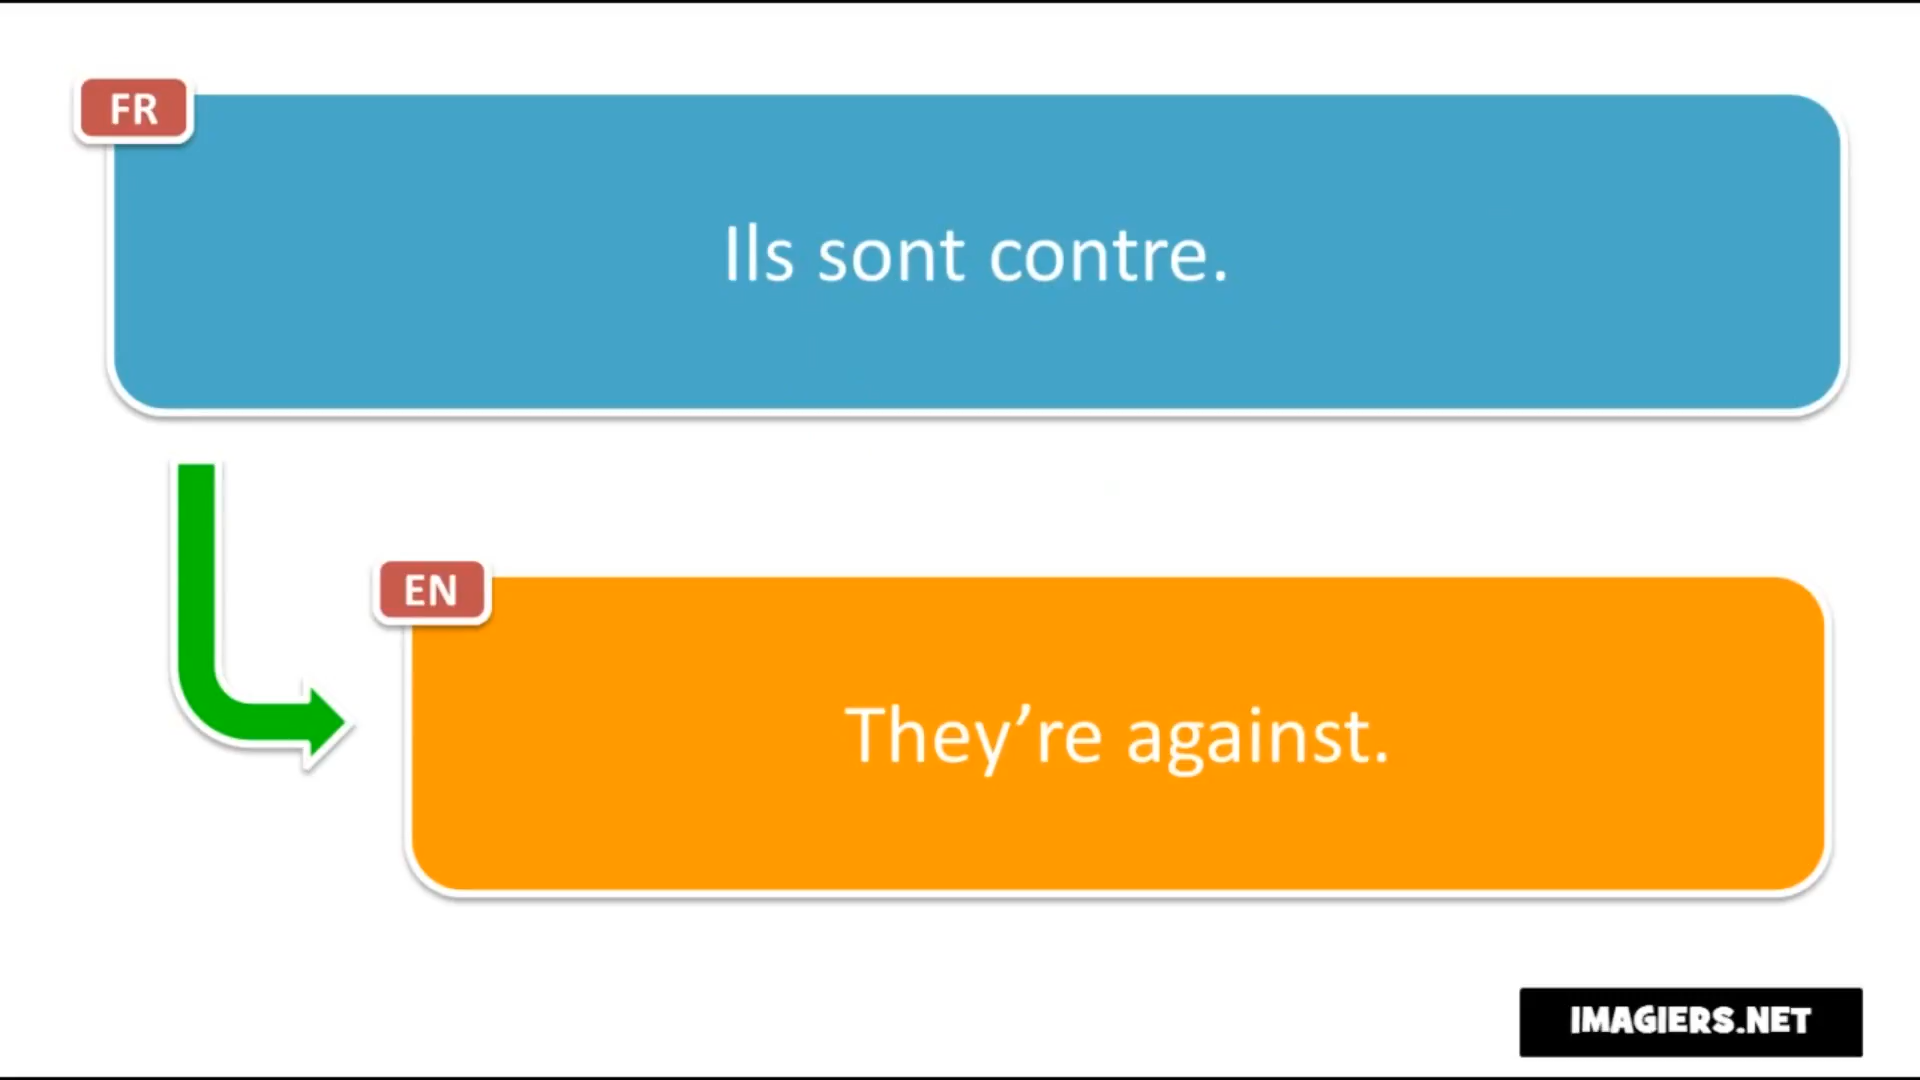 FR
Ils sont contre.
EN
They’re against.
IMAGIERS.NET